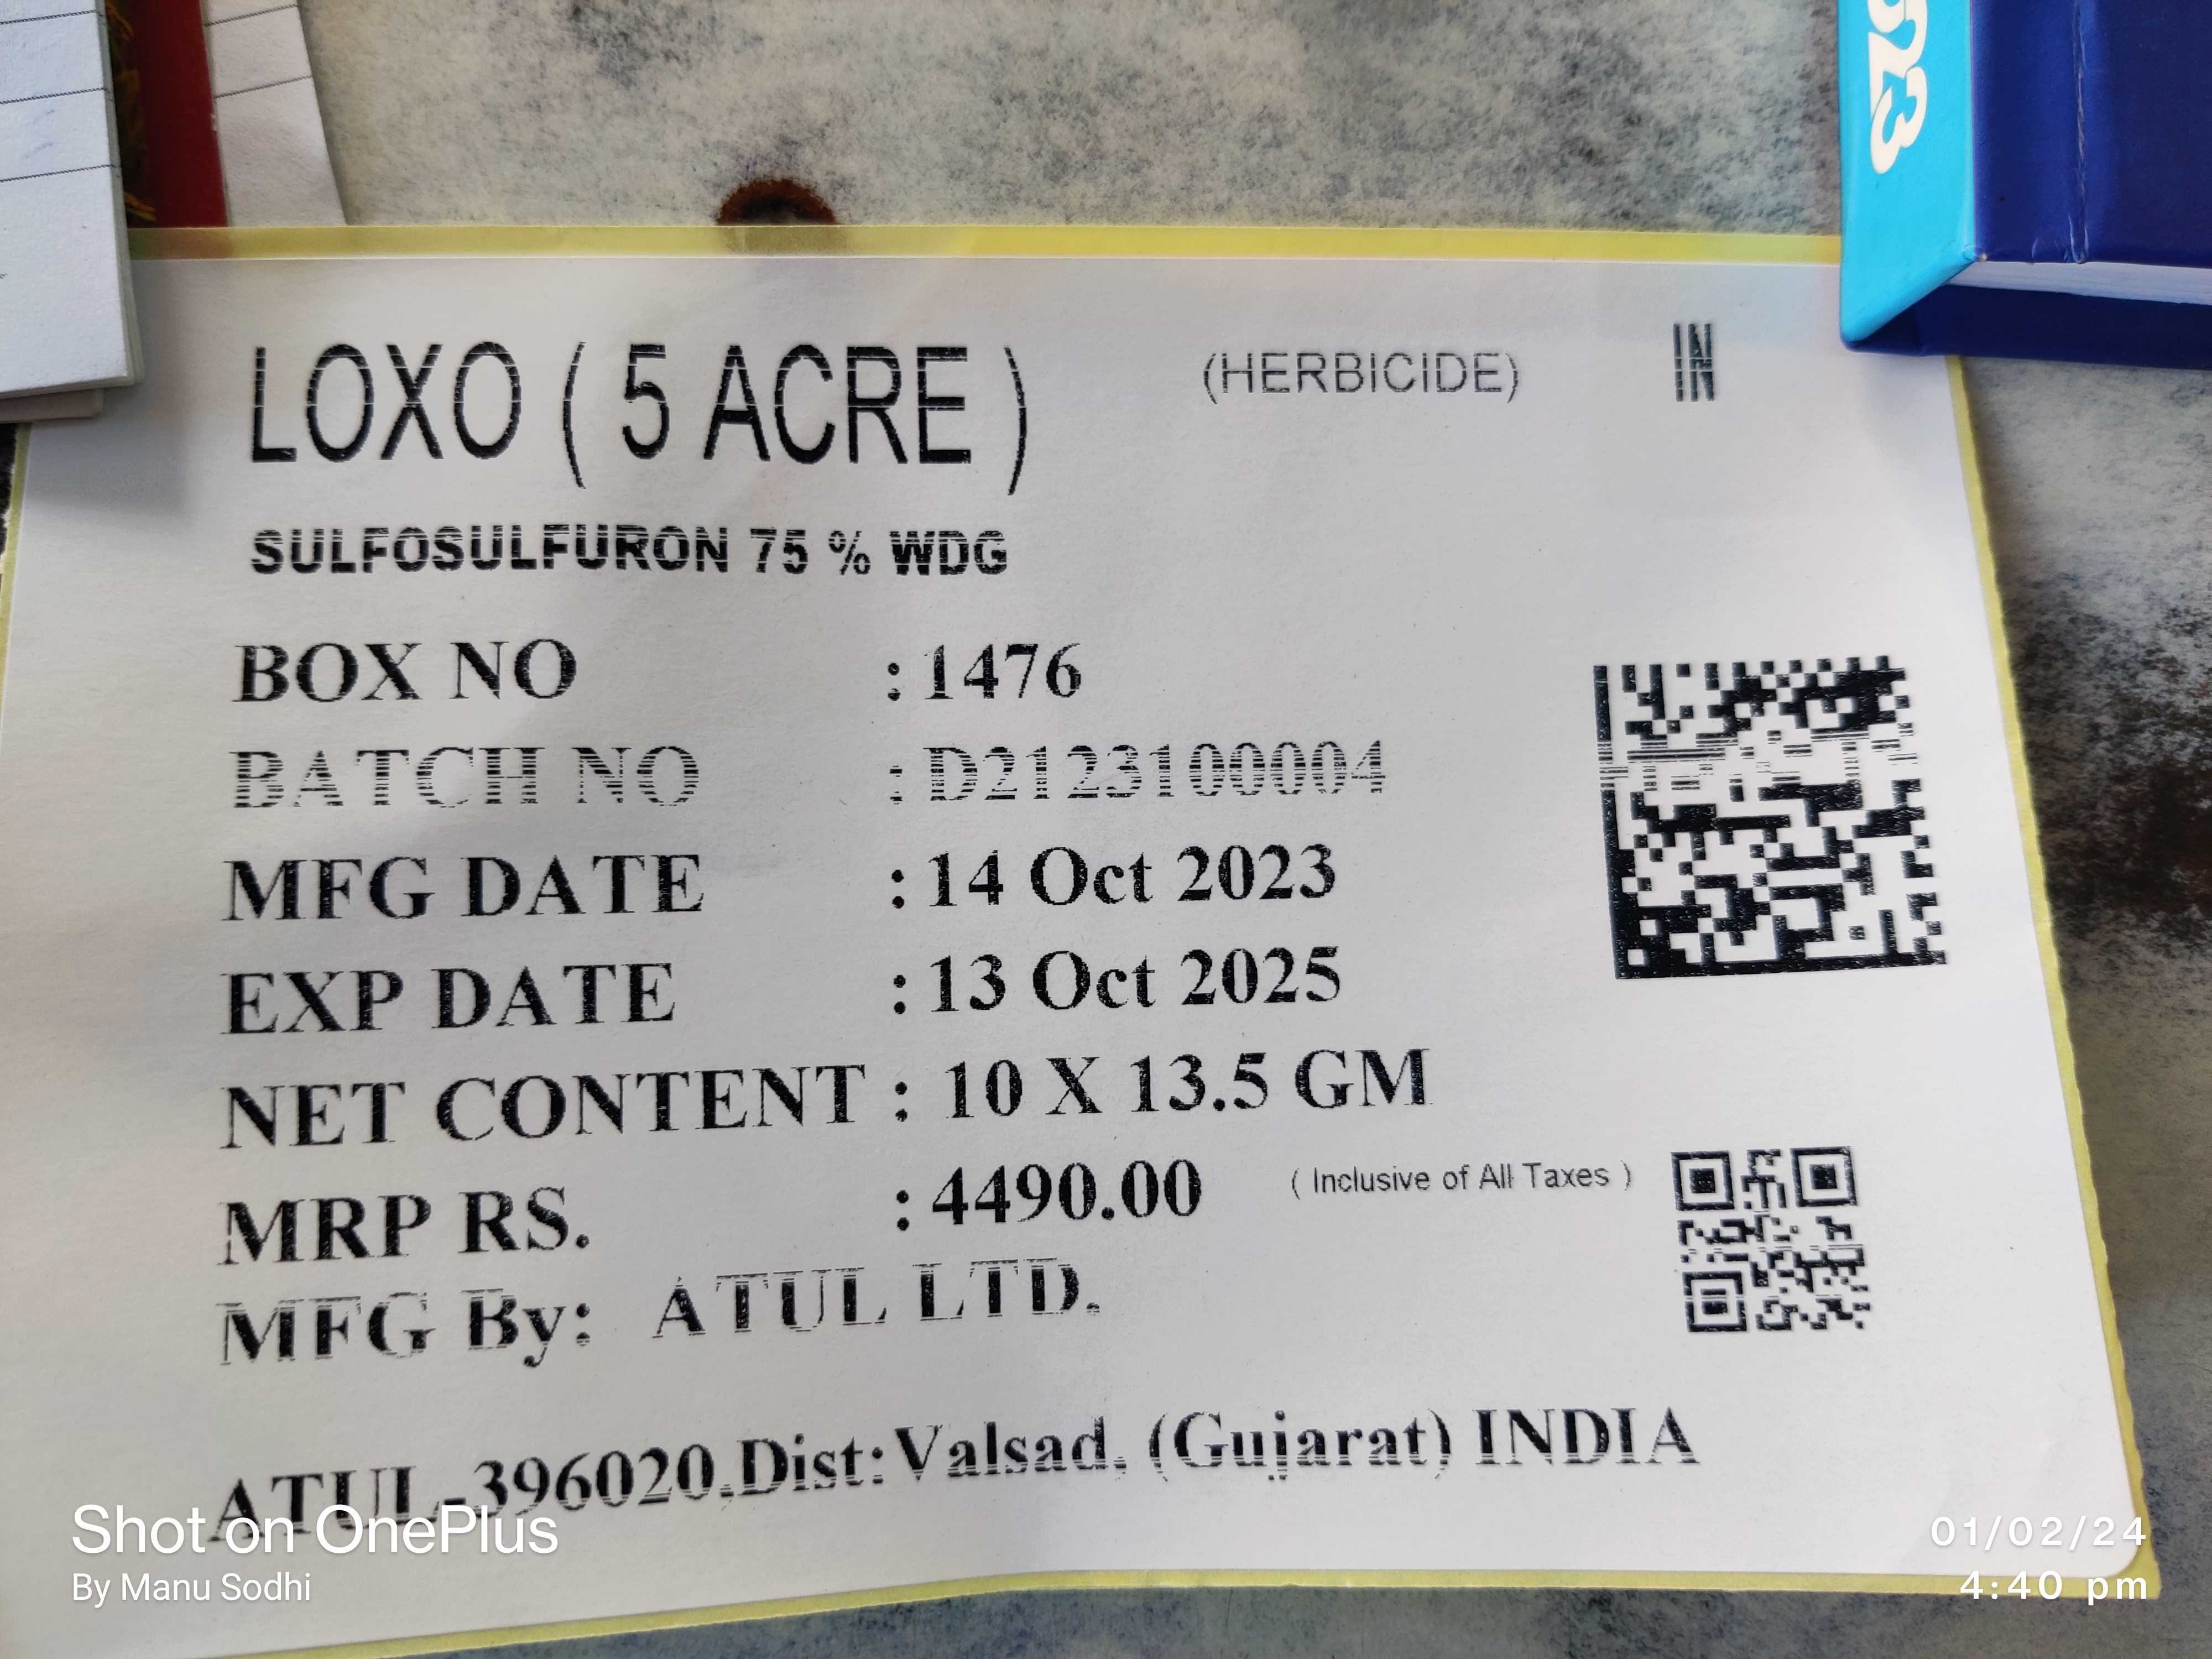 523
LOXO ( 5 ACRE ) (HERBICIDE) IN
SULFOSULFURON 75 % WDG
BOX NO : 1476
BATCH NO : D2123100004
MFG DATE : 14 Oct 2023
EXP DATE : 13 Oct 2025
NET CONTENT : 10 X 13.5 GM
MRP RS. : 4490.00 ( Inclusive of All Taxes )
MFG By: ATUL LTD.
ATUL-396020,Dist:Valsad, (Gujarat) INDIA
Shot on OnePlus
By Manu Sodhi
01/02/24
4:40 pm